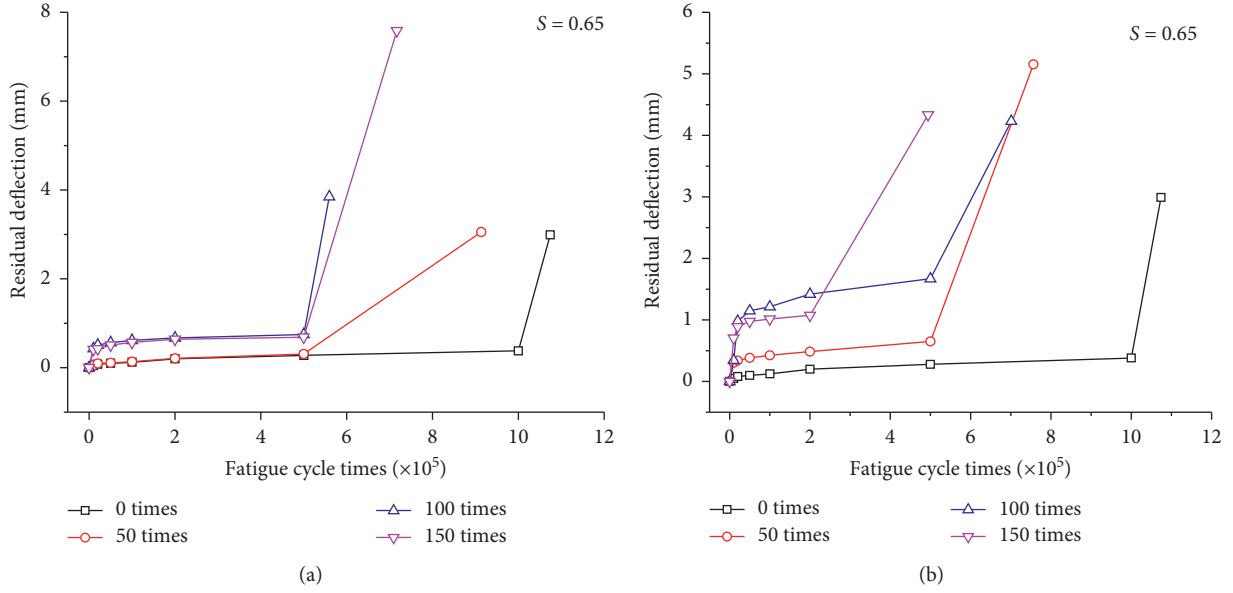 8
6
4
2
0
Residual deflection (mm)
S = 0.65
0 2 4 6 8 10 12
Fatigue cycle times (×10⁵)
0 times
50 times
100 times
150 times
(a)
6
5
4
3
2
1
0
Residual deflection (mm)
S = 0.65
0 2 4 6 8 10 12
Fatigue cycle times (×10⁵)
0 times
50 times
100 times
150 times
(b)